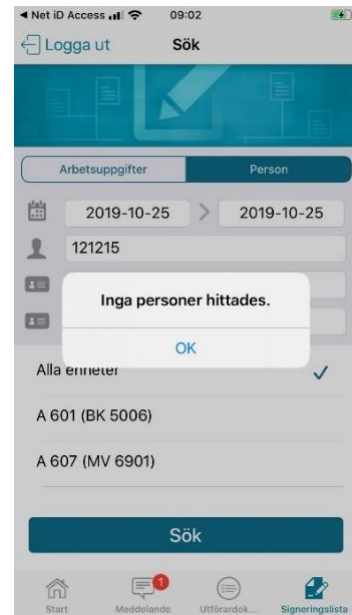 Net iD Access 09:02
Logga ut Sök
Arbetsuppgifter Person
2019-10-25 > 2019-10-25
121215
Inga personer hittades.
OK
Alla enheter
A 601 (BK 5006)
A 607 (MV 6901)
Sök
1
Start Meddelande Utförardok... Signeringslista